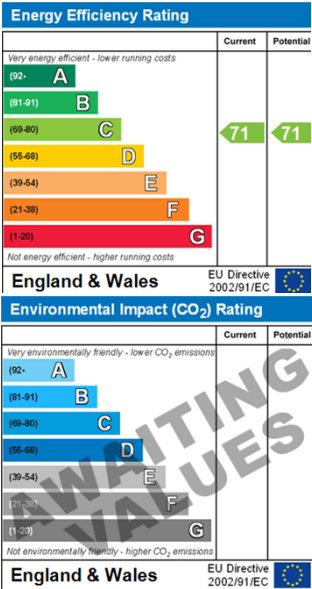 Energy Efficiency Rating
Current Potential
Very energy efficient - lower running costs
(92- A
(81-91) B
(69-80) C 71 71
(55-68) D
(39-54) E
(21-38) F
(1-20) G
Not energy efficient - higher running costs
England & Wales
EU Directive
2002/91/EC
Environmental Impact (CO₂) Rating
Current Potential
Very environmentally friendly - lower CO₂ emissions
(92- A
(81-91) B
(69-80) C
(55-68) D
(39-54) E
(21-38) F
(1-20) G
AWAITING
VALUES
Not environmentally friendly - higher CO₂ emissions
England & Wales
EU Directive
2002/91/EC